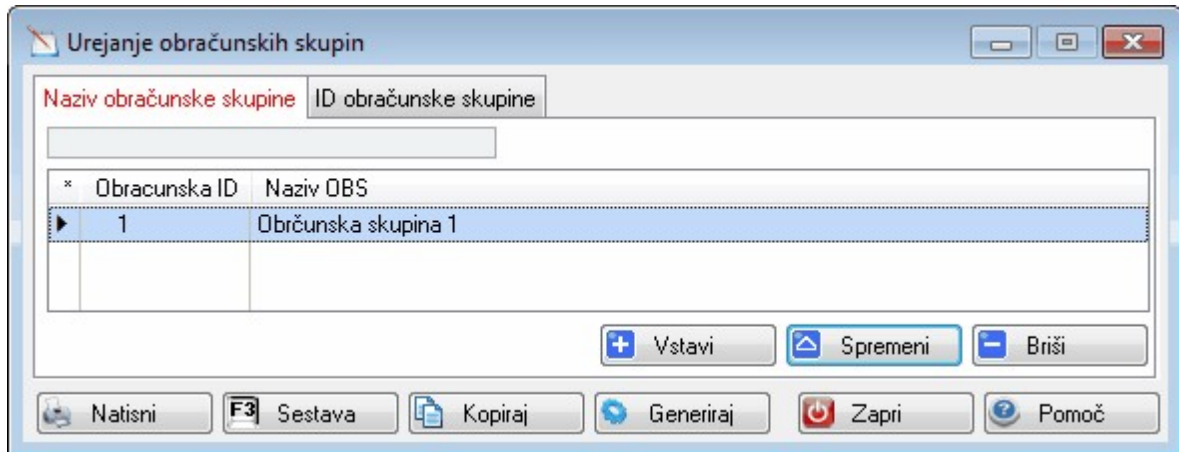 Urejanje obračunskih skupin
Naziv obračunske skupine ID obračunske skupine
* Obracunska ID Naziv OBS
1 Obrčunska skupina 1
Vstavi Spremeni Briši
Natisni F3 Sestava Kopiraj Generiraj Zapri Pomoč